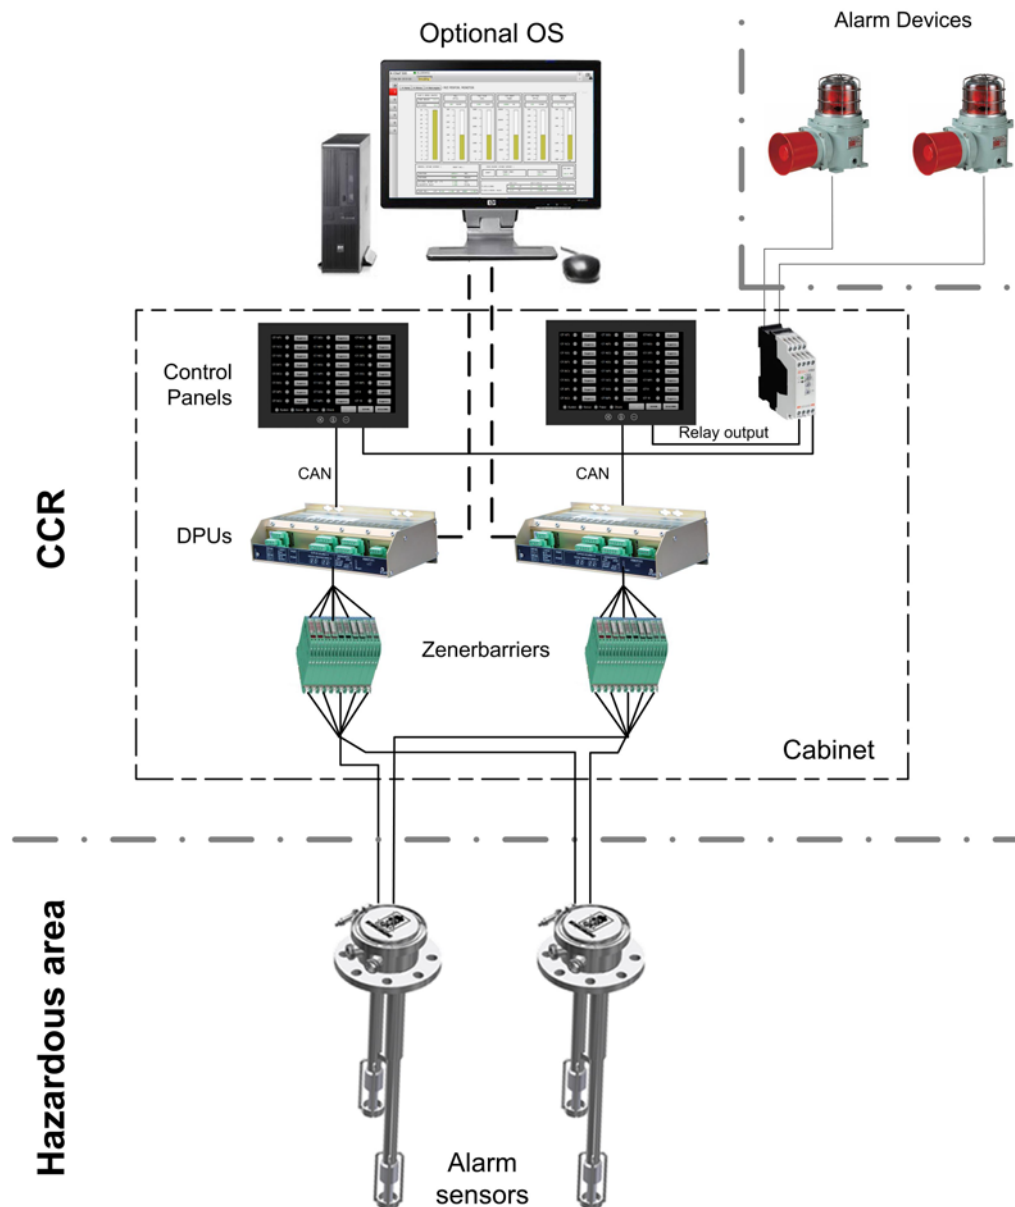 Optional OS
Alarm Devices
Control
Panels
Relay output
CAN
CAN
DPUs
CCR
Zenerbarriers
Cabinet
Hazardous area
Alarm
sensors